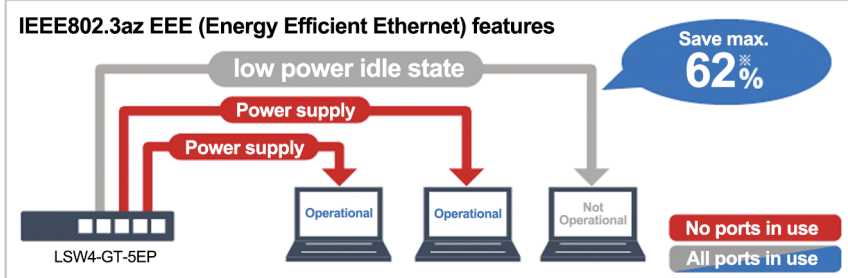 IEEE802.3az EEE (Energy Efficient Ethernet) features
Save max.
62※%
low power idle state
Power supply
Power supply
Operational
Operational
Not
Operational
LSW4-GT-5EP
No ports in use
All ports in use